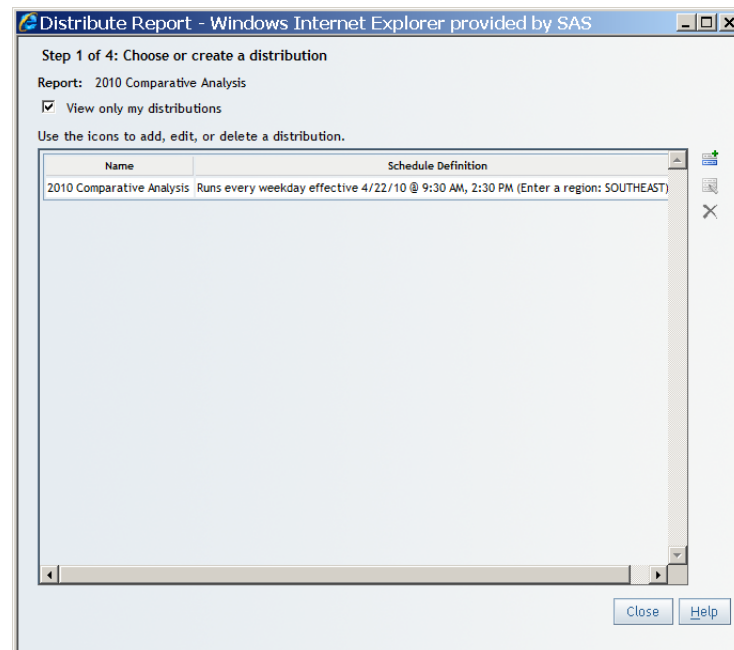 Distribute Report - Windows Internet Explorer provided by SAS
Step 1 of 4: Choose or create a distribution
Report: 2010 Comparative Analysis
View only my distributions
Use the icons to add, edit, or delete a distribution.
Name Schedule Definition
2010 Comparative Analysis Runs every weekday effective 4/22/10 @ 9:30 AM, 2:30 PM (Enter a region: SOUTHEAST)
Close Help